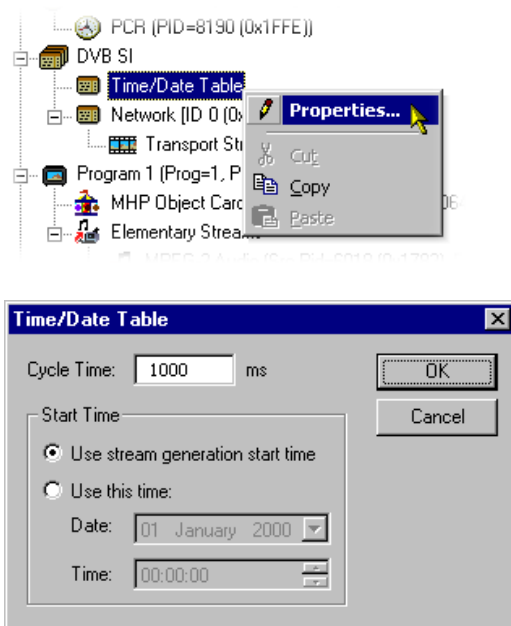 PCR (PID=8190 (0x1FFE))
DVB SI
Time/Date Table
Network [ID 0 (0x
Transport Str
Program 1 (Prog=1, P
MHP Object Caro
Elementary Streams
Properties...
Cut
Copy
Paste
Time/Date Table
Cycle Time: 1000 ms
OK
Start Time
Cancel
Use stream generation start time
Use this time:
Date: 01 January 2000
Time: 00:00:00